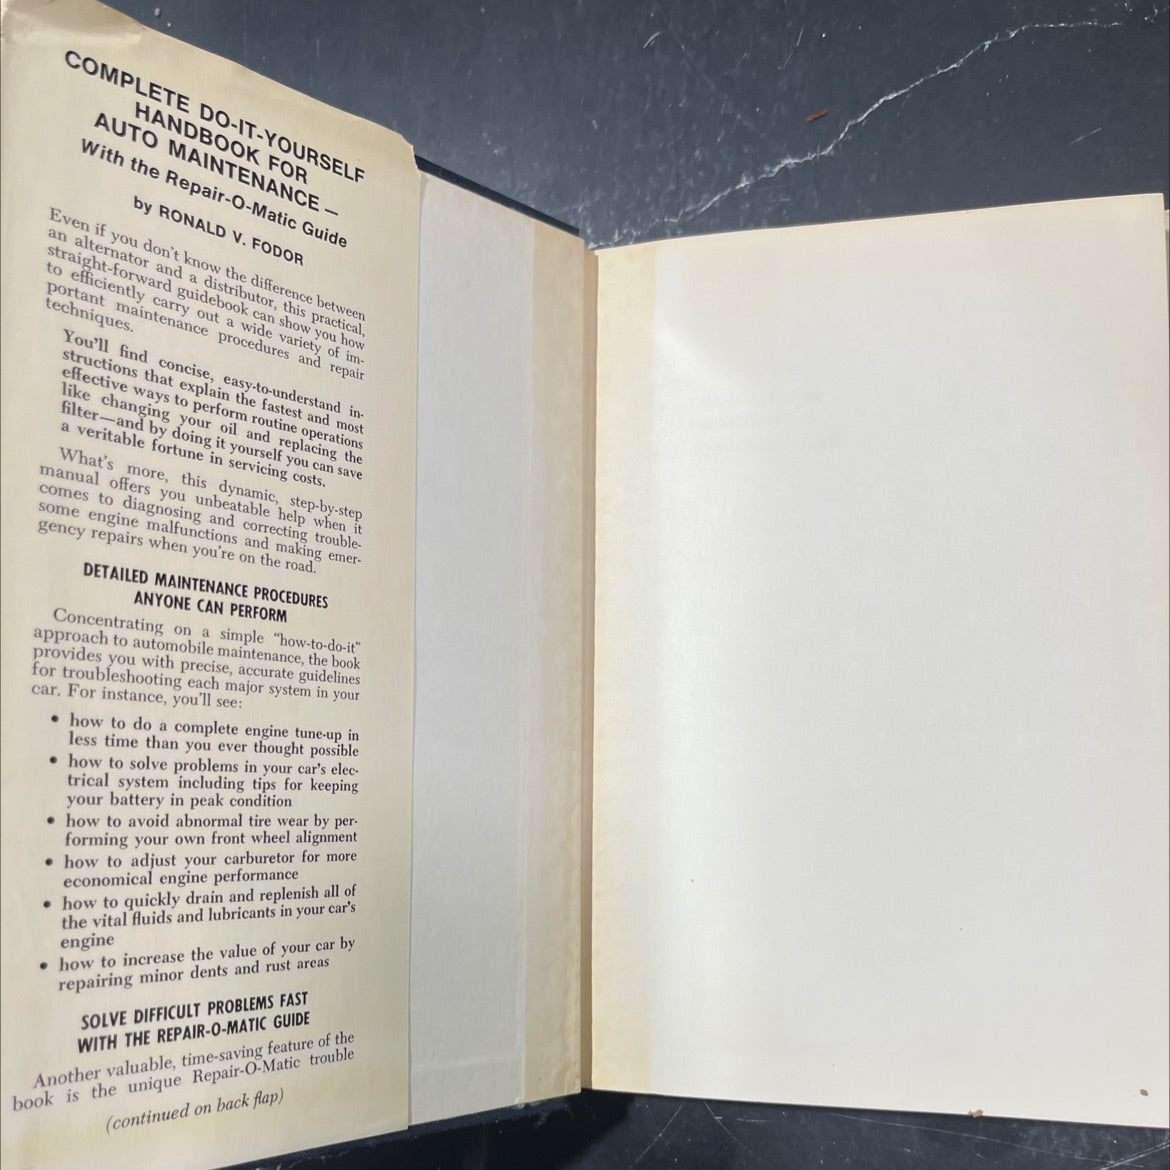 COMPLETE DO-IT-YOURSELF
HANDBOOK FOR
AUTO MAINTENANCE —
With the Repair-O-Matic Guide
by RONALD V. FODOR
Even if you don't know the difference between
an alternator and a distributor, this practical,
straight-forward guidebook can show you how
to efficiently carry out a wide variety of im-
portant maintenance procedures and repair
techniques.
You'll find concise, easy-to-understand in-
structions that explain the fastest and most
effective ways to perform routine operations
like changing your oil and replacing the
filter—and by doing it yourself you can save
a veritable fortune in servicing costs.
What's more, this dynamic, step-by-step
manual offers you unbeatable help when it
comes to diagnosing and correcting trouble-
some engine malfunctions and making emer-
gency repairs when you're on the road.
DETAILED MAINTENANCE PROCEDURES
ANYONE CAN PERFORM
Concentrating on a simple "how-to-do-it"
approach to automobile maintenance, the book
provides you with precise, accurate guidelines
for troubleshooting each major system in your
car. For instance, you'll see:
• how to do a complete engine tune-up in
less time than you ever thought possible
• how to solve problems in your car's elec-
trical system including tips for keeping
your battery in peak condition
• how to avoid abnormal tire wear by per-
forming your own front wheel alignment
• how to adjust your carburetor for more
economical engine performance
• how to quickly drain and replenish all of
the vital fluids and lubricants in your car's
engine
• how to increase the value of your car by
repairing minor dents and rust areas
SOLVE DIFFICULT PROBLEMS FAST
WITH THE REPAIR-O-MATIC GUIDE
Another valuable, time-saving feature of the
book is the unique Repair-O-Matic trouble
(continued on back flap)